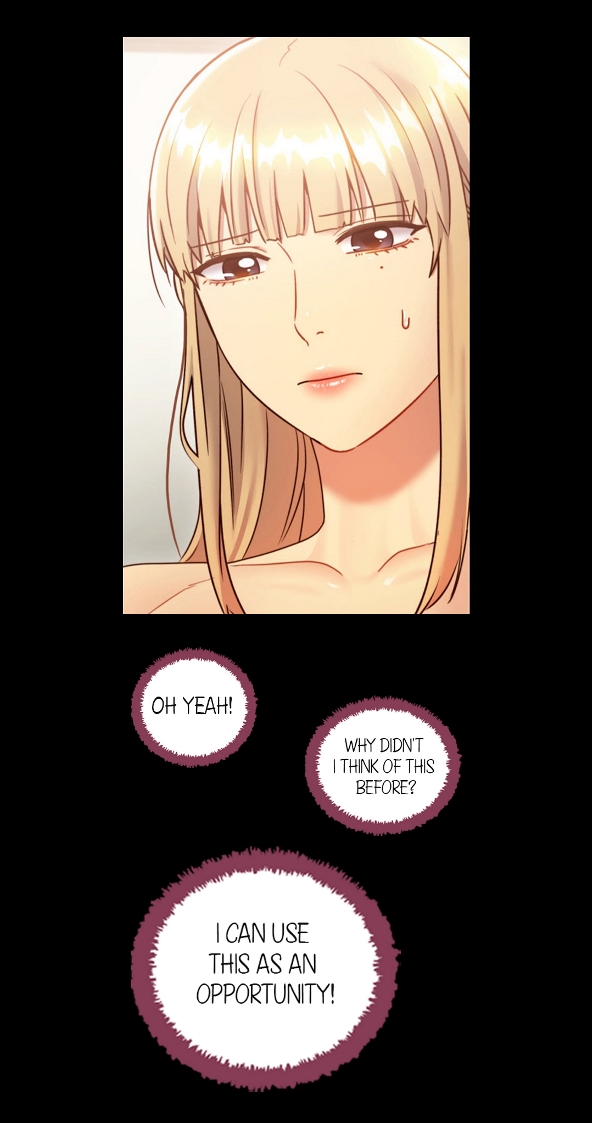 OH YEAH!
WHY DIDN'T
I THINK OF THIS
BEFORE?
I CAN USE
THIS AS AN
OPPORTUNITY!